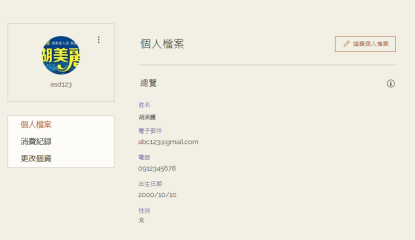 胡美麗
asd123
個人檔案
消費紀錄
更改個資
個人檔案
編輯個人檔案
總覽
姓名
胡美麗
電子郵件
abc123@gmail.com
電話
0912345678
出生日期
2000/10/10
性別
女